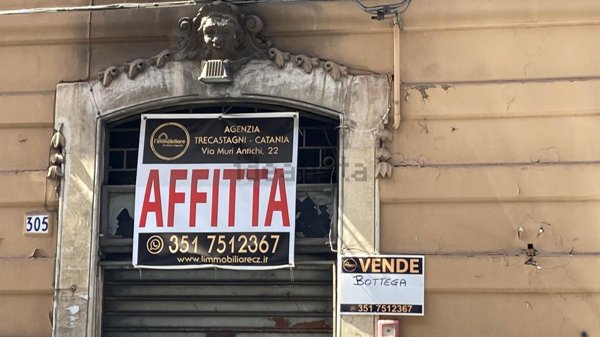 l'immobiliare
AGENZIA
TRECASTAGNI - CATANIA
Via Muri Antichi, 22
AFFITTA
351 7512367
www.limmobiliarecz.it
305
VENDE
BOTTEGA
351 7512367
idealista